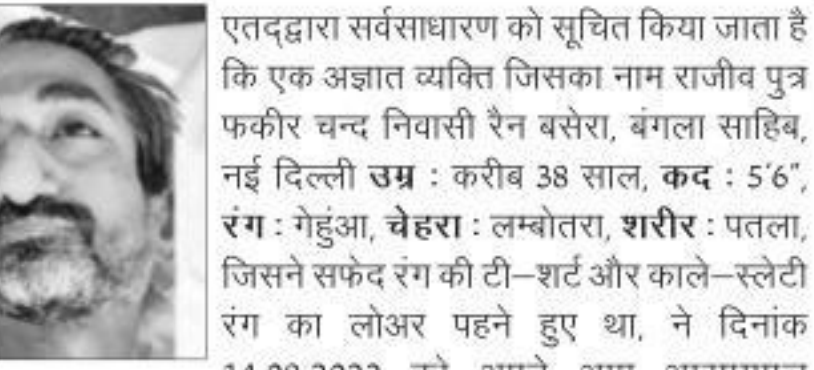 एतद्द्वारा सर्वसाधारण को सूचित किया जाता है
कि एक अज्ञात व्यक्ति जिसका नाम राजीव पुत्र
फकीर चन्द निवासी रैन बसेरा, बंगला साहिब,
नई दिल्ली उम्र : करीब 38 साल, कद : 5'6",
रंग : गेहुंआ, चेहरा : लम्बोतरा, शरीर : पतला,
जिसने सफेद रंग की टी–शर्ट और काले–स्लेटी
रंग का लोअर पहने हुए था, ने दिनांक